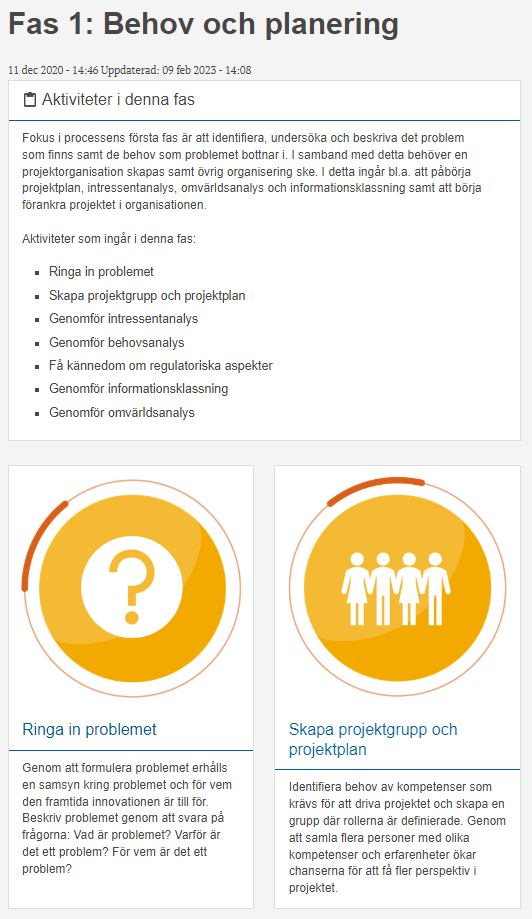 Fas 1: Behov och planering
11 dec 2020 - 14:46 Uppdaterad: 09 feb 2023 - 14:08
Aktiviteter i denna fas
Fokus i processens första fas är att identifiera, undersöka och beskriva det problem
som finns samt de behov som problemet bottnar i. I samband med detta behöver en
projektorganisation skapas samt övrig organisering ske. I detta ingår bl.a. att påbörja
projektplan, intressentanalys, omvärldsanalys och informationsklassning samt att börja
förankra projektet i organisationen.
Aktiviteter som ingår i denna fas:
Ringa in problemet
Skapa projektgrupp och projektplan
Genomför intressentanalys
Genomför behovsanalys
Få kännedom om regulatoriska aspekter
Genomför informationsklassning
Genomför omvärldsanalys
?
Ringa in problemet
Genom att formulera problemet erhålls
en samsyn kring problemet och för vem
den framtida innovationen är till för.
Beskriv problemet genom att svara på
frågorna: Vad är problemet? Varför är
det ett problem? För vem är det ett
problem?
Skapa projektgrupp och
projektplan
Identifiera behov av kompetenser som
krävs för att driva projektet och skapa en
grupp där rollerna är definierade. Genom
att samla flera personer med olika
kompetenser och erfarenheter ökar
chanserna för att få fler perspektiv i
projektet.